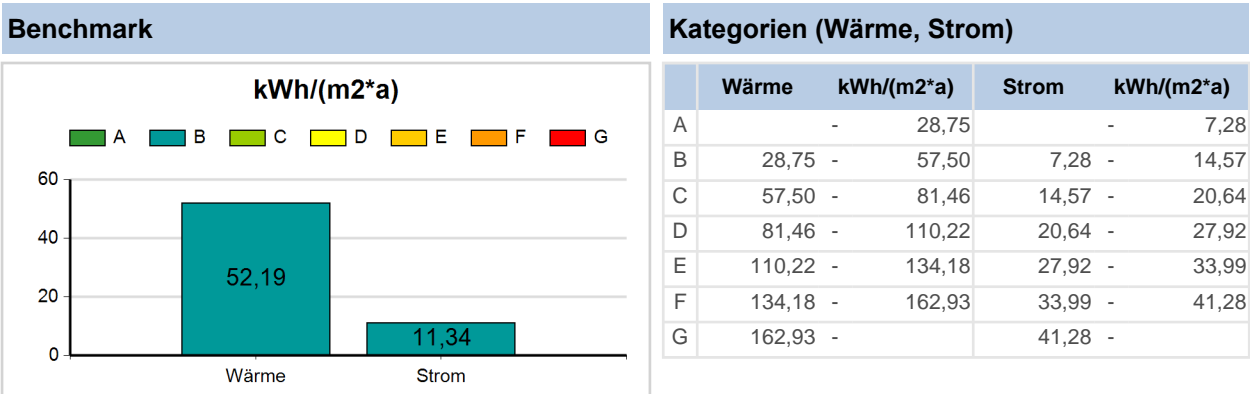 Benchmark
kWh/(m2*a)
A B C D E F G
60
40
20
0
52,19
11,34
Wärme Strom
Kategorien (Wärme, Strom)
Wärme kWh/(m2*a) Strom kWh/(m2*a)
A - 28,75 - 7,28
B 28,75 - 57,50 7,28 - 14,57
C 57,50 - 81,46 14,57 - 20,64
D 81,46 - 110,22 20,64 - 27,92
E 110,22 - 134,18 27,92 - 33,99
F 134,18 - 162,93 33,99 - 41,28
G 162,93 - 41,28 -